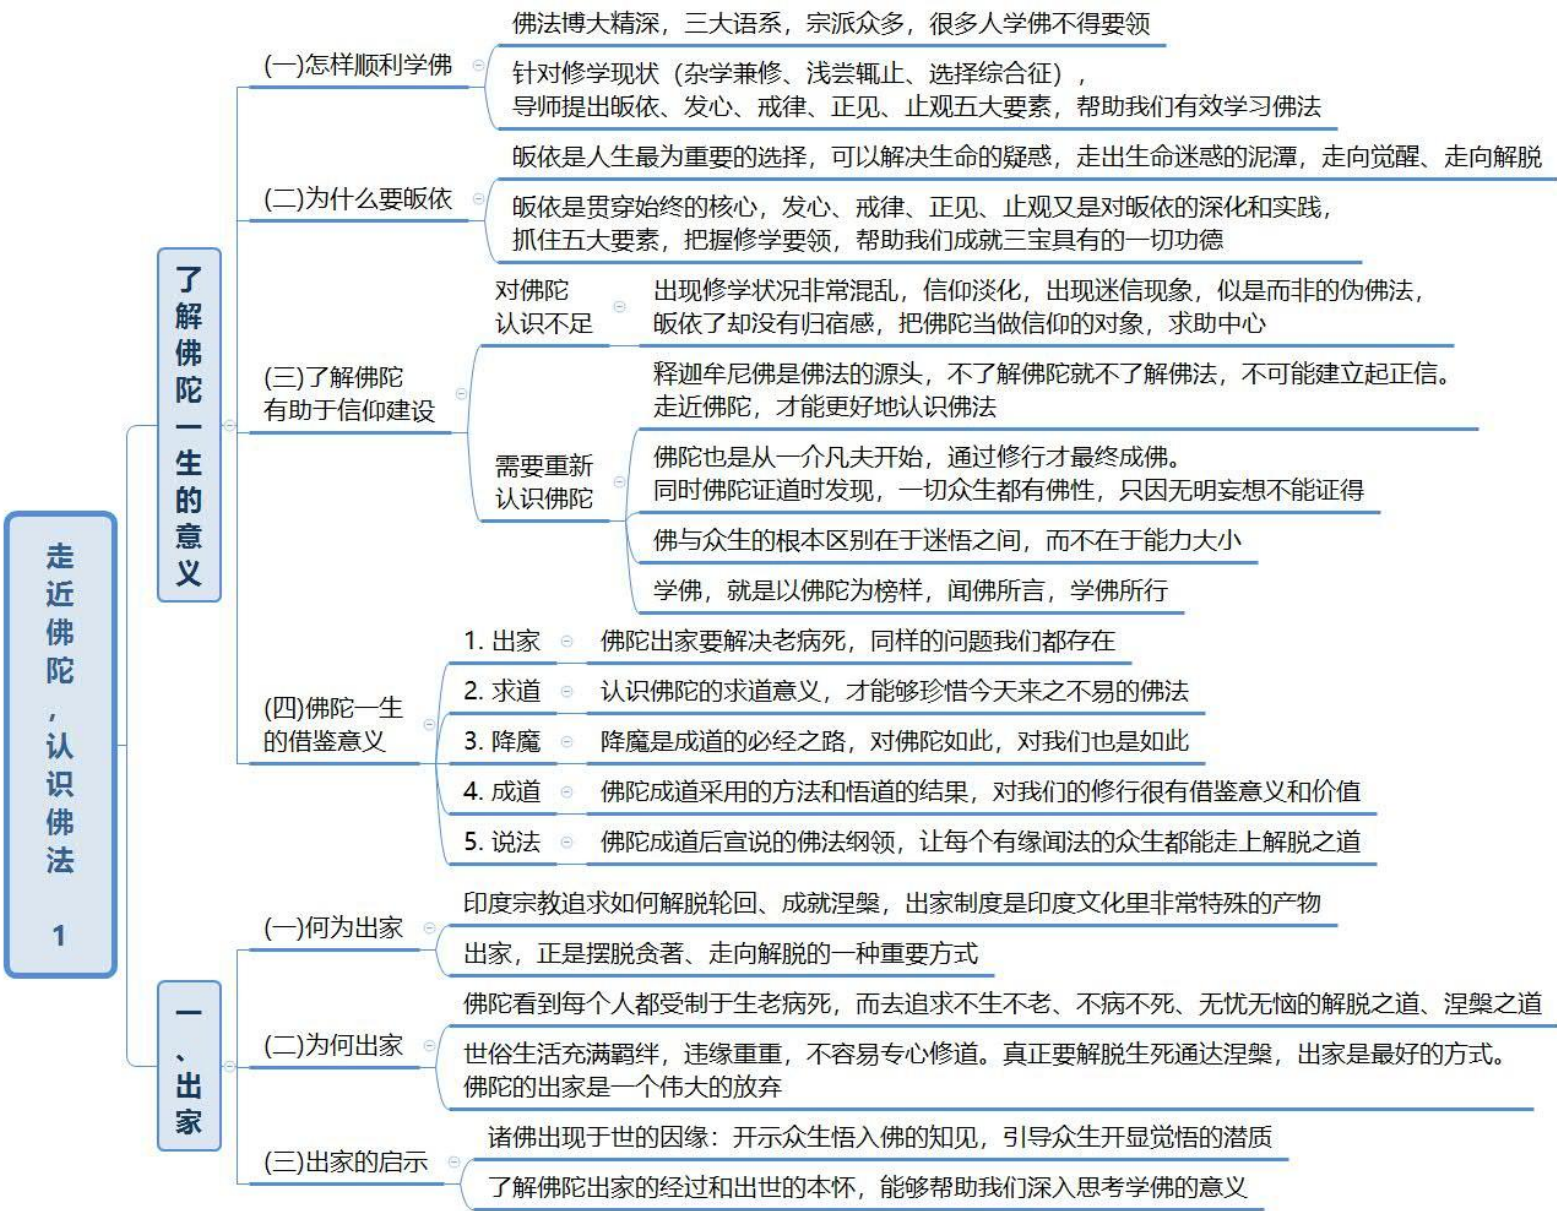 走近佛陀，认识佛法 1
了解佛陀一生的意义
(一)怎样顺利学佛
佛法博大精深，三大语系，宗派众多，很多人学佛不得要领
针对修学现状（杂学兼修、浅尝辄止、选择综合征），
导师提出皈依、发心、戒律、正见、止观五大要素，帮助我们有效学习佛法
(二)为什么要皈依
皈依是人生最为重要的选择，可以解决生命的疑惑，走出生命迷惑的泥潭，走向觉醒、走向解脱
皈依是贯穿始终的核心，发心、戒律、正见、止观又是对皈依的深化和实践，
抓住五大要素，把握修学要领，帮助我们成就三宝具有的一切功德
(三)了解佛陀
有助于信仰建设
对佛陀
认识不足
出现修学状况非常混乱，信仰淡化，出现迷信现象，似是而非的伪佛法，
皈依了却没有归宿感，把佛陀当做信仰的对象，求助中心
需要重新
认识佛陀
释迦牟尼佛是佛法的源头，不了解佛陀就不了解佛法，不可能建立起正信。
走近佛陀，才能更好地认识佛法
佛陀也是从一介凡夫开始，通过修行才最终成佛。
同时佛陀证道时发现，一切众生都有佛性，只因无明妄想不能证得
佛与众生的根本区别在于迷悟之间，而不在于能力大小
学佛，就是以佛陀为榜样，闻佛所言，学佛所行
(四)佛陀一生
的借鉴意义
1. 出家
佛陀出家要解决老病死，同样的问题我们都存在
2. 求道
认识佛陀的求道意义，才能够珍惜今天来之不易的佛法
3. 降魔
降魔是成道的必经之路，对佛陀如此，对我们也是如此
4. 成道
佛陀成道采用的方法和悟道的结果，对我们的修行很有借鉴意义和价值
5. 说法
佛陀成道后宣说的佛法纲领，让每个有缘闻法的众生都能走上解脱之道
一、出家
(一)何为出家
印度宗教追求如何解脱轮回、成就涅槃，出家制度是印度文化里非常特殊的产物
出家，正是摆脱贪著、走向解脱的一种重要方式
(二)为何出家
佛陀看到每个人都受制于生老病死，而去追求不生不老、不病不死、无忧无恼的解脱之道、涅槃之道
世俗生活充满羁绊，违缘重重，不容易专心修道。真正要解脱生死通达涅槃，出家是最好的方式。
佛陀的出家是一个伟大的放弃
(三)出家的启示
诸佛出现于世的因缘：开示众生悟入佛的知见，引导众生开显觉悟的潜质
了解佛陀出家的经过和出世的本怀，能够帮助我们深入思考学佛的意义